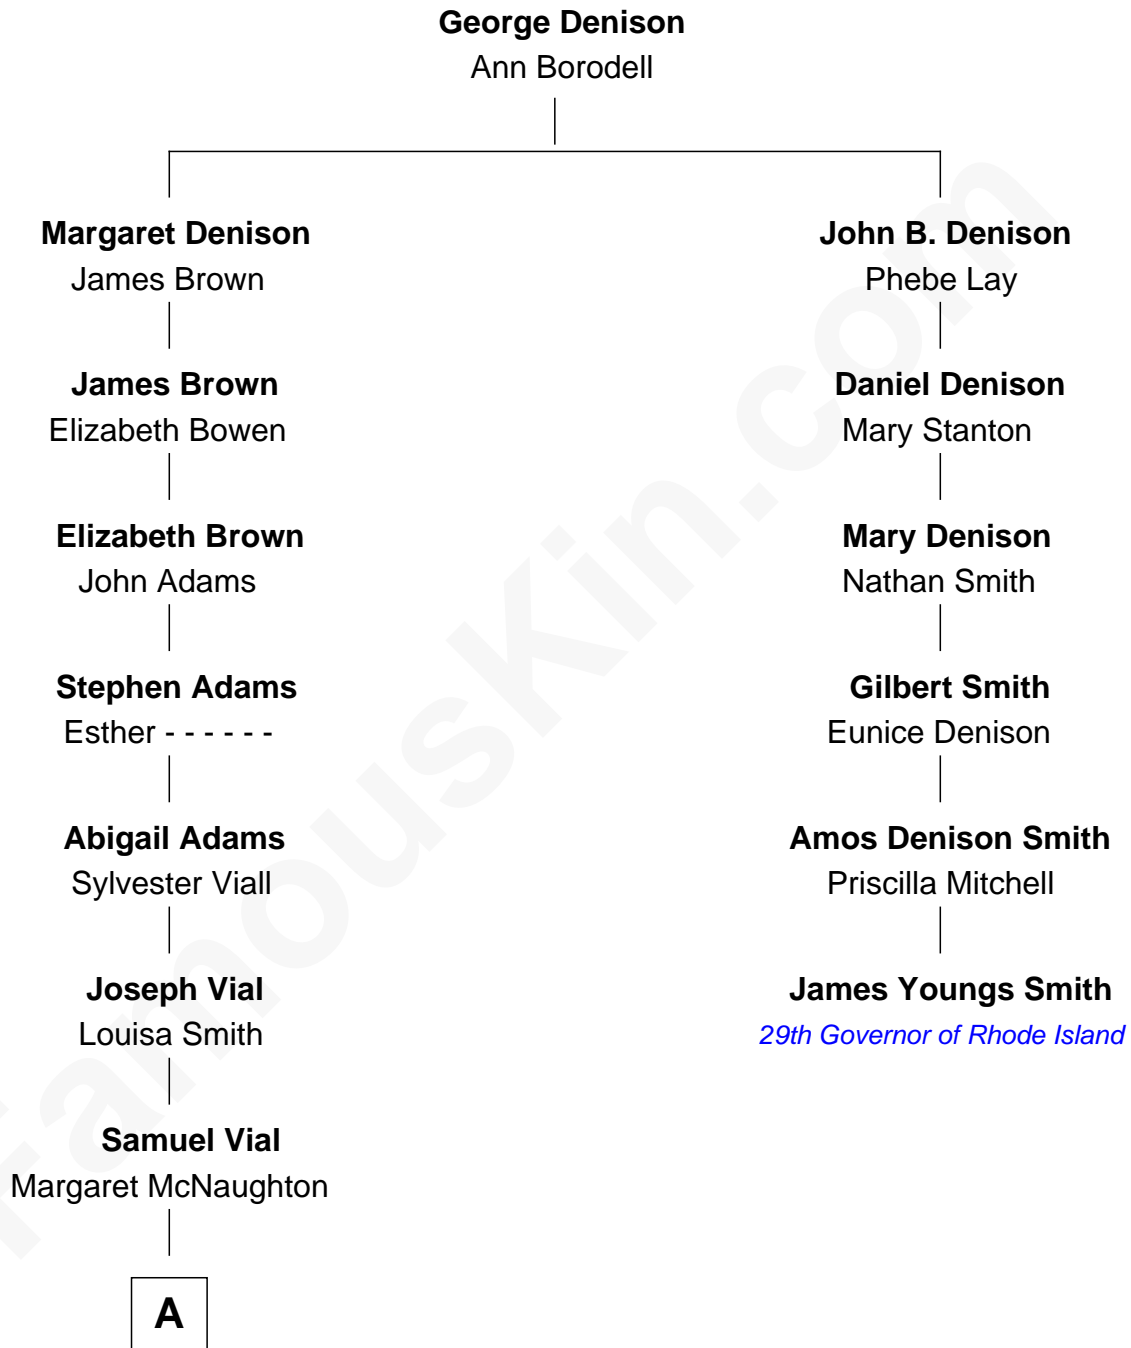 George Denison
Ann Borodell
Margaret Denison
James Brown
John B. Denison
Phebe Lay
James Brown
Elizabeth Bowen
Daniel Denison
Mary Stanton
Elizabeth Brown
John Adams
Mary Denison
Nathan Smith
Stephen Adams
Esther - - - - - -
Gilbert Smith
Eunice Denison
Abigail Adams
Sylvester Viall
Amos Denison Smith
Priscilla Mitchell
Joseph Vial
Louisa Smith
James Youngs Smith
29th Governor of Rhode Island
Samuel Vial
Margaret McNaughton
A
FamousKin.com